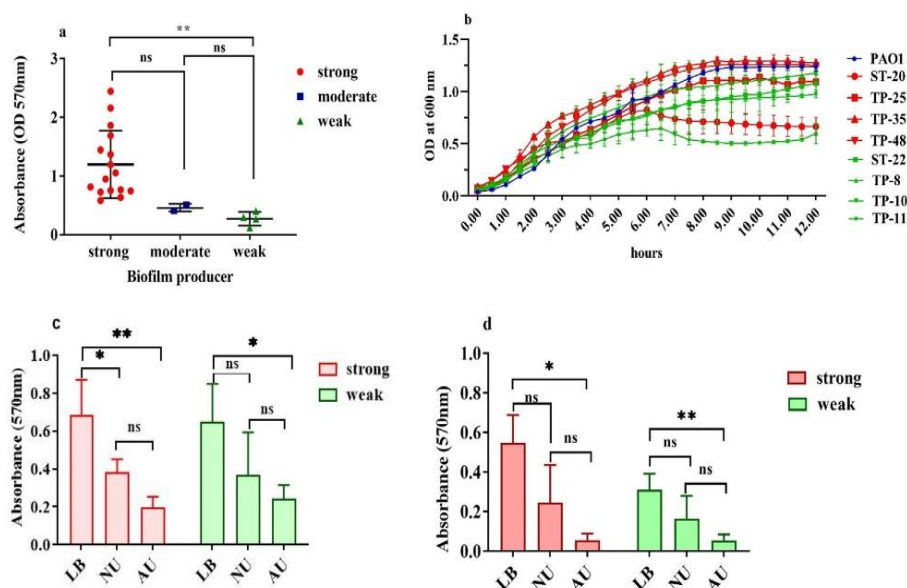 a
**
ns
ns
Absorbance (OD 570nm)
3
2
1
0
strong
moderate
weak
strong
moderate
weak
Biofilm producer
b
OD at 600 nm
1.5
1.0
0.5
0.0
0.00
1.00
2.00
3.00
4.00
5.00
6.00
7.00
8.00
9.00
10.00
11.00
12.00
hours
PAO1
ST-20
TP-25
TP-35
TP-48
ST-22
TP-8
TP-10
TP-11
c
**
*
ns
*
ns
ns
strong
weak
Absorbance (570nm)
1.0
0.8
0.6
0.4
0.2
0.0
LB
NU
AU
LB
NU
AU
d
*
ns
ns
**
ns
ns
strong
weak
Absorbance (570nm)
1.0
0.8
0.6
0.4
0.2
0.0
LB
NU
AU
LB
NU
AU